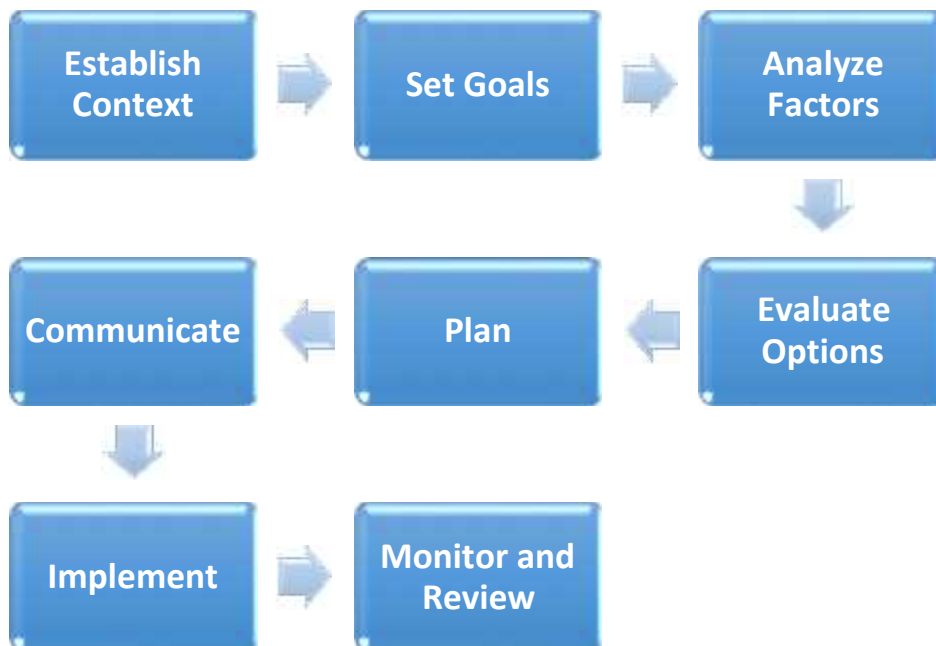 Establish
Context
Set Goals
Analyze
Factors
Evaluate
Options
Plan
Communicate
Implement
Monitor and
Review